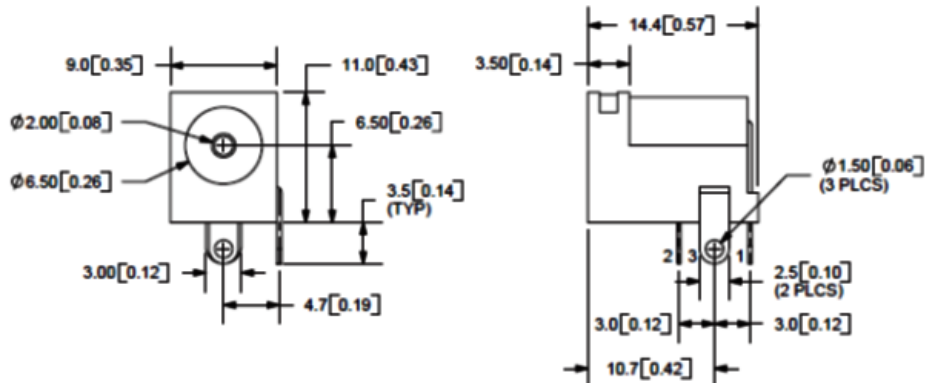 14.4[0.57]
9.0[0.35]
11.0[0.43]
3.50[0.14]
Ø2.00[0.08]
6.50[0.26]
Ø6.50[0.26]
3.5[0.14]
(TYP)
Ø1.50[0.06]
(3 PLCS)
2 3 1
3.00[0.12]
2.5[0.10]
(2 PLCS)
4.7[0.19]
3.0[0.12]
3.0[0.12]
10.7[0.42]